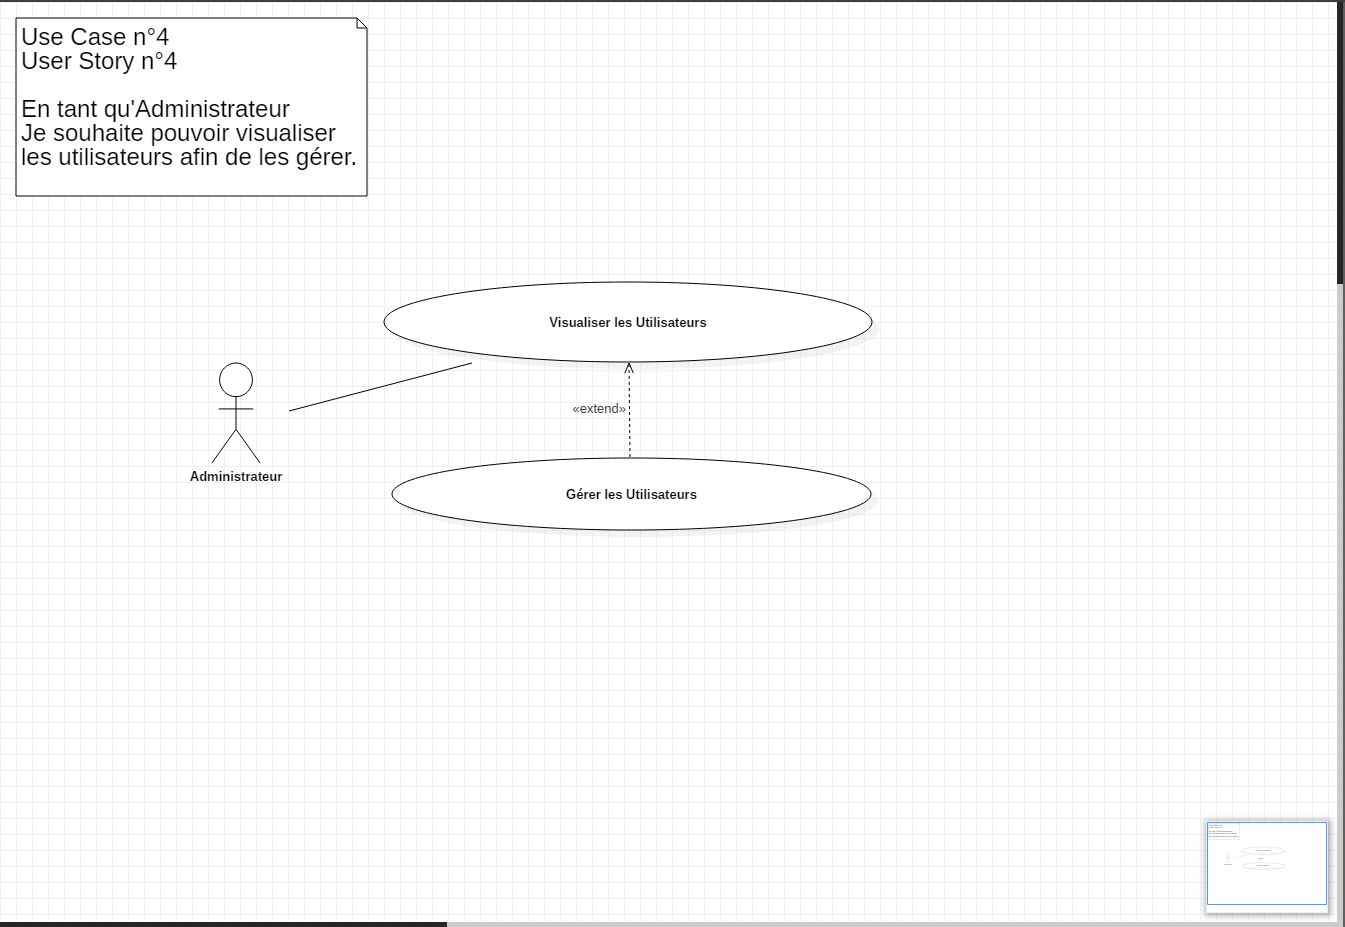 Use Case n°4
User Story n°4
En tant qu'Administrateur
Je souhaite pouvoir visualiser
les utilisateurs afin de les gérer.
Visualiser les Utilisateurs
«extend»
Administrateur
Gérer les Utilisateurs